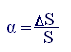 α = ΔS
S